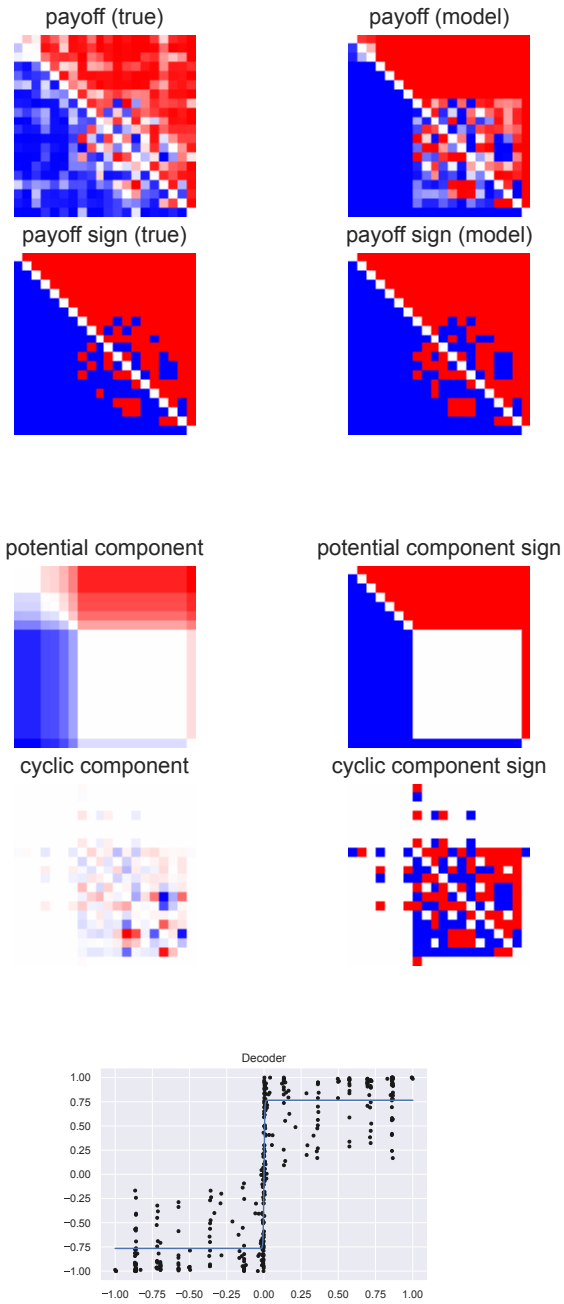 payoff (true)
payoff (model)
payoff sign (true)
payoff sign (model)
potential component
potential component sign
cyclic component
cyclic component sign
Decoder
1.00
0.75
0.50
0.25
0.00
−0.25
−0.50
−0.75
−1.00
−1.00 −0.75 −0.50 −0.25 0.00 0.25 0.50 0.75 1.00